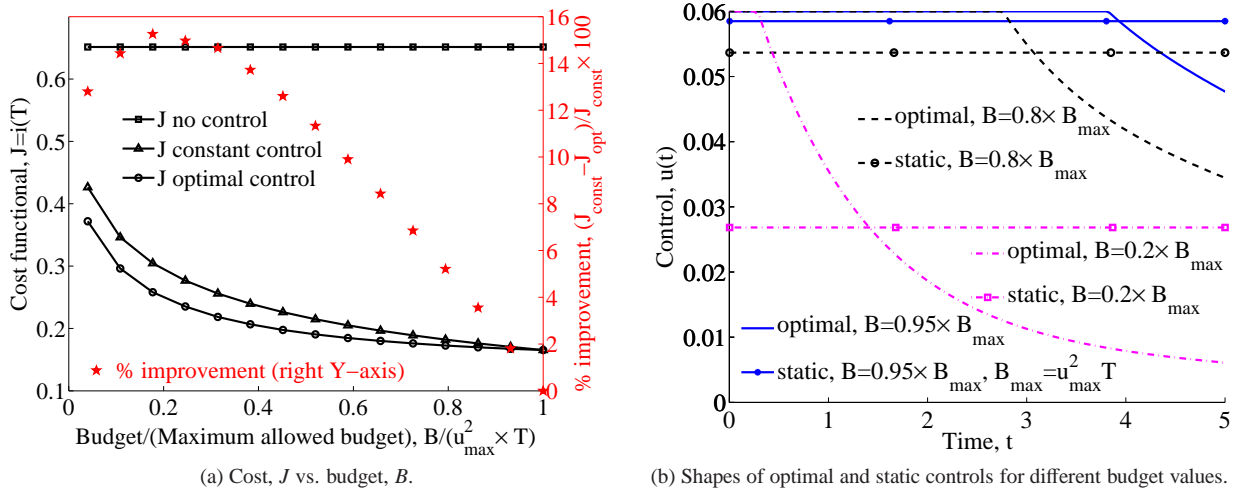 0.6
0.5
0.4
0.3
0.2
0.1
Cost functional, J=i(T)
J no control
J constant control
J optimal control
% improvement (right Y−axis)
0 0.2 0.4 0.6 0.8 1
Budget/(Maximum allowed budget), B/(u²max × T)
16
14
12
10
8
6
4
2
0
% improvement, (Jconst−Jopt)/Jconst × 100
(a) Cost, J vs. budget, B.
0.06
0.05
0.04
0.03
0.02
0.01
0
Control, u(t)
optimal, B=0.8× Bmax
static, B=0.8× Bmax
optimal, B=0.2× Bmax
static, B=0.2× Bmax
optimal, B=0.95× Bmax
static, B=0.95× Bmax, Bmax=u²maxT
0 1 2 3 4 5
Time, t
(b) Shapes of optimal and static controls for different budget values.